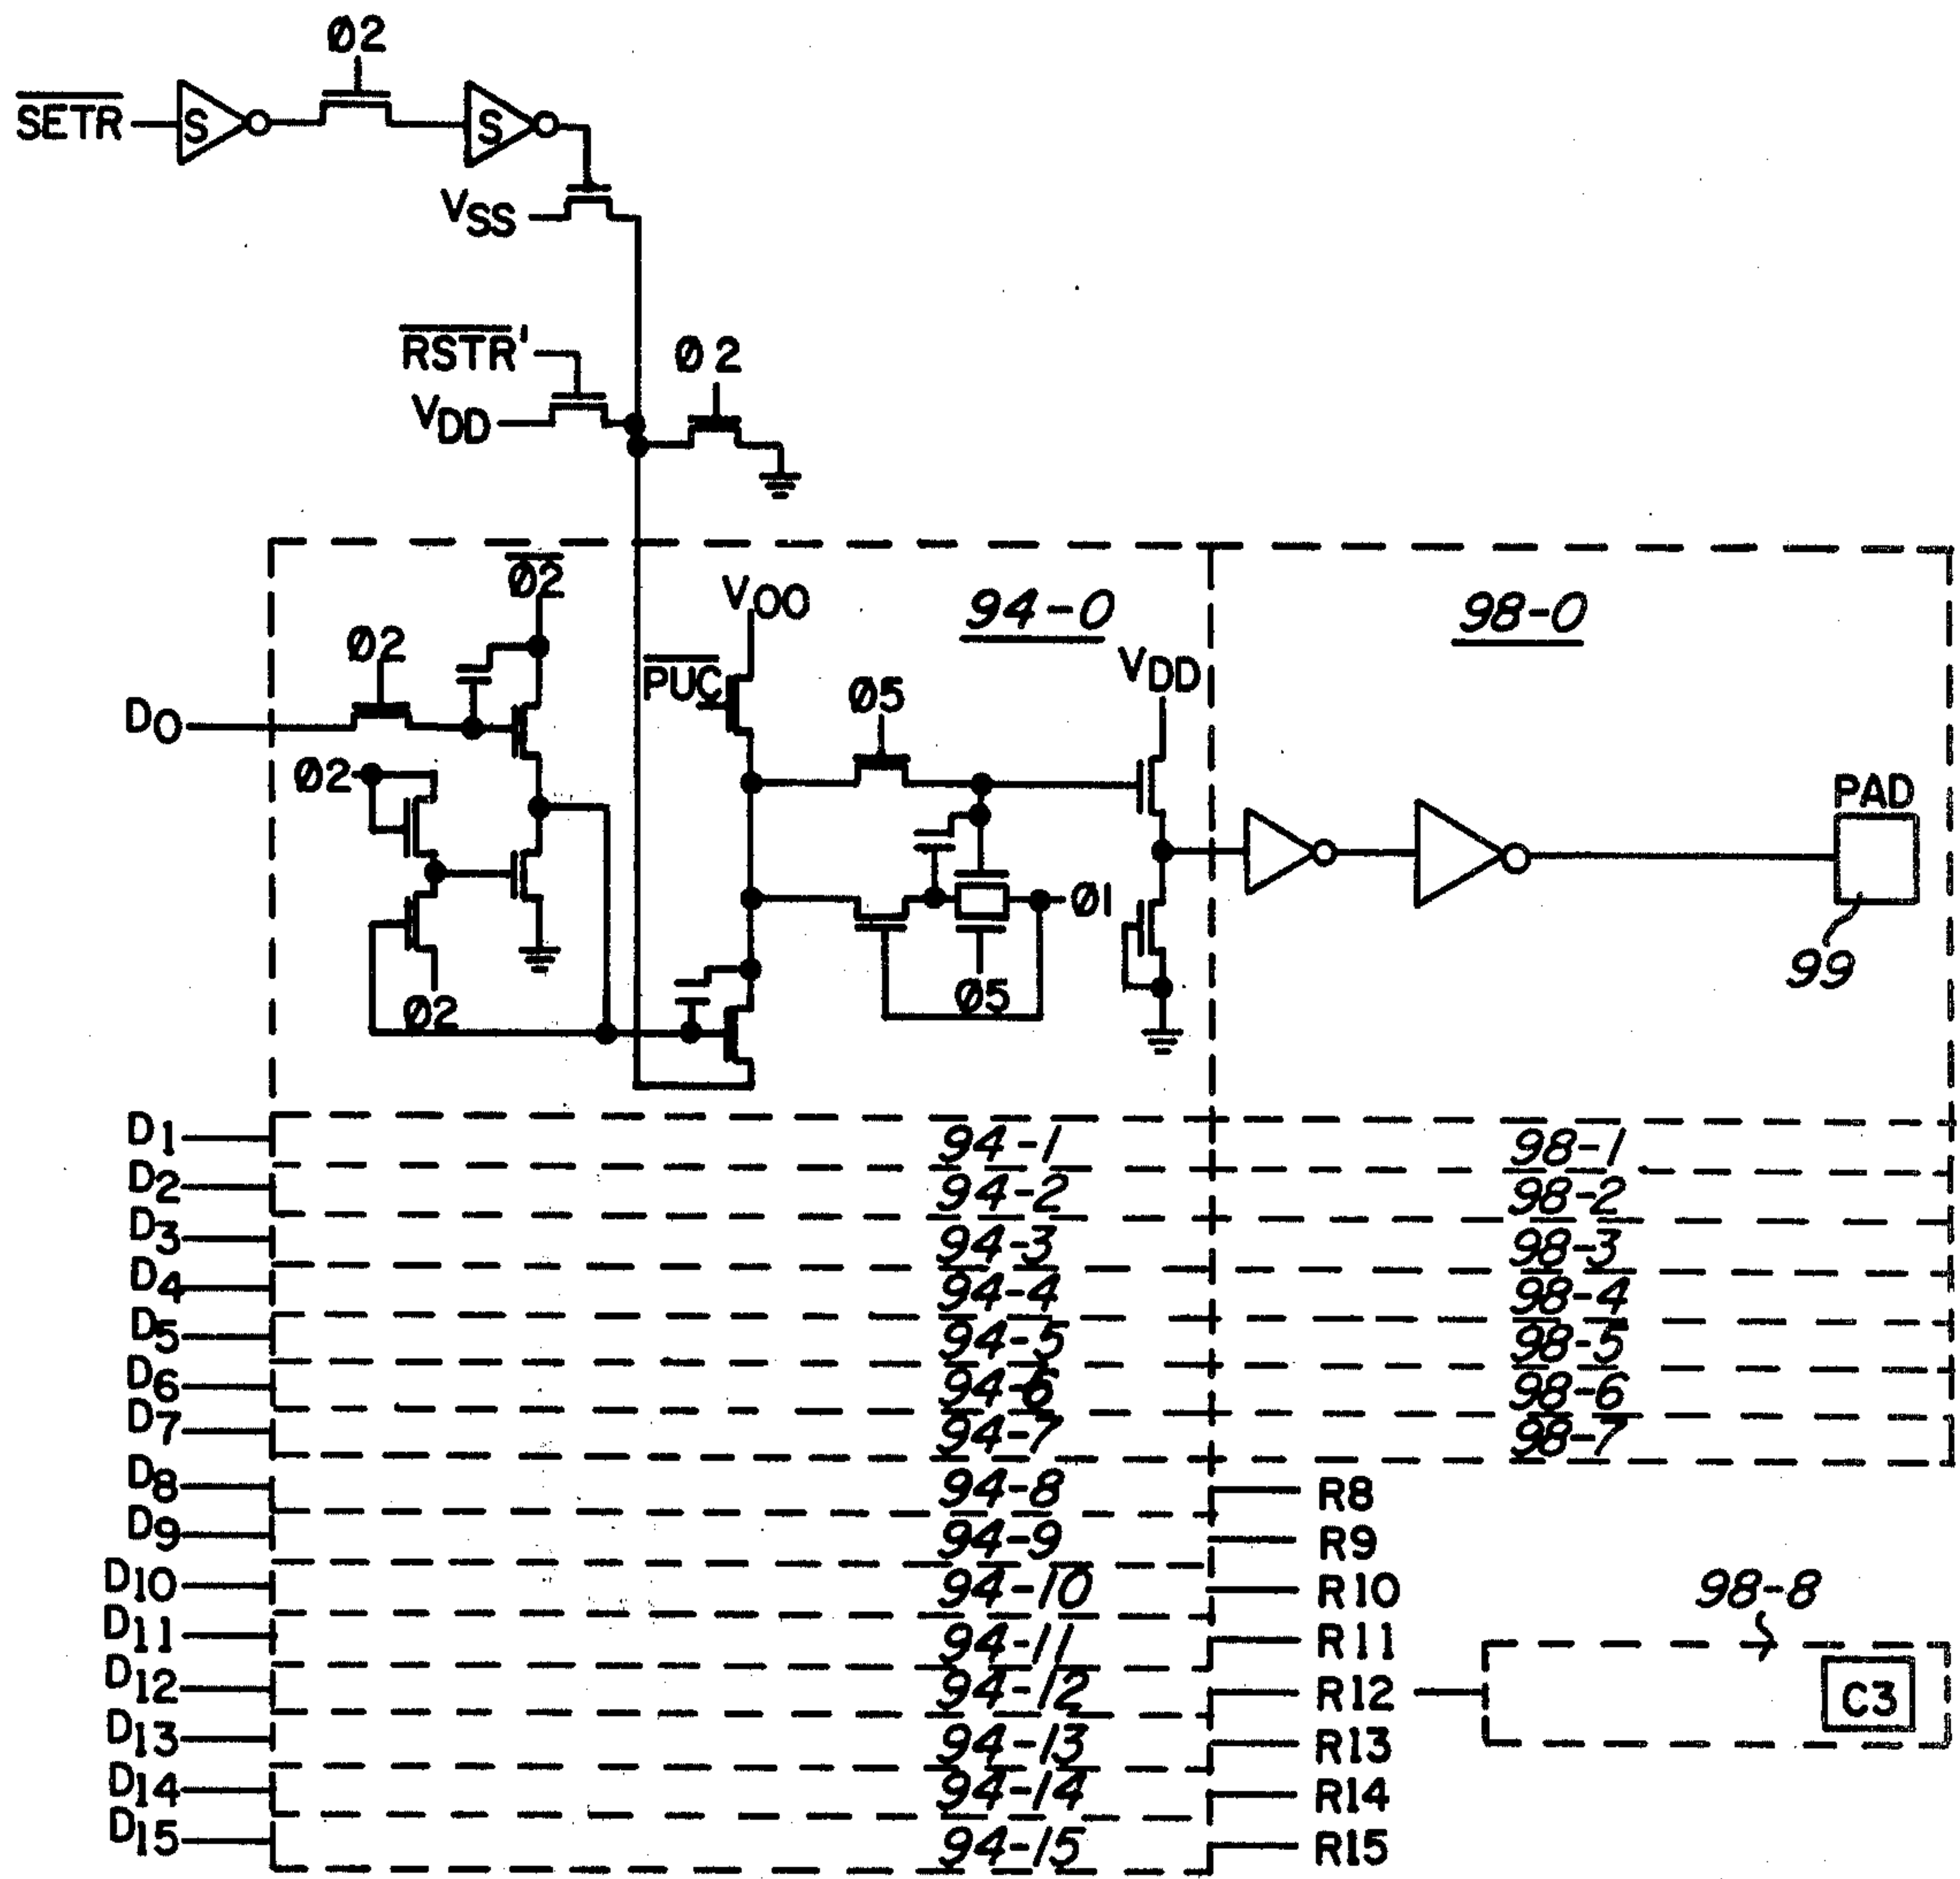 Ø2
SETR
S
S
VSS
RSTR'
Ø2
VDD
Ø2
VOO
94-0
98-0
Ø2
PUC
VDD
Ø5
D0
Ø2
PAD
Ø1
99
Ø2
Ø5
D1 94-1 98-1
D2 94-2 98-2
D3 94-3 98-3
D4 94-4 98-4
D5 94-5 98-5
D6 94-6 98-6
D7 94-7 98-7
D8 94-8 R8
D9 94-9 R9
D10 94-10 R10 98-8
D11 94-11 R11
D12 94-12 R12 C3
D13 94-13 R13
D14 94-14 R14
D15 94-15 R15